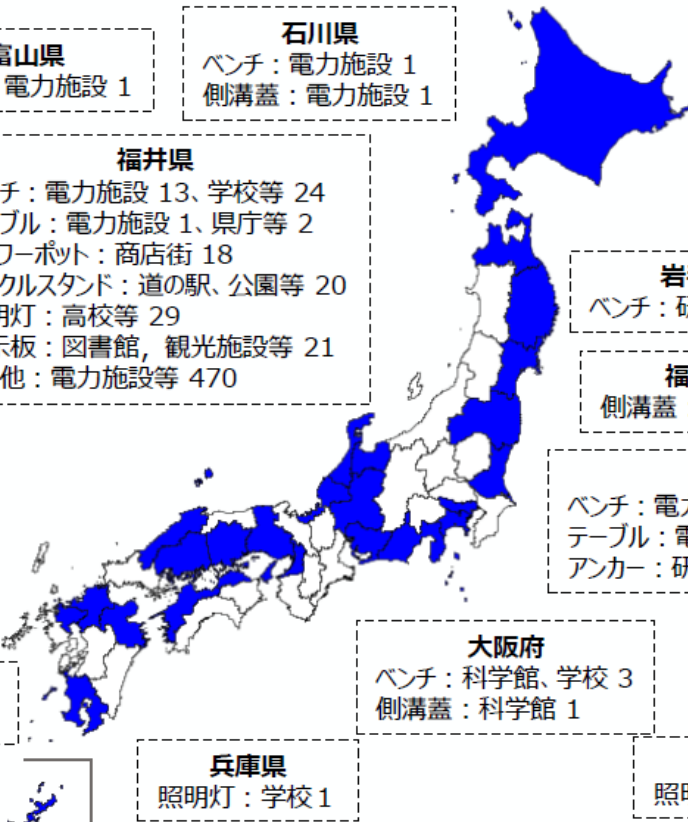 富山県
電力施設 1
石川県
ベンチ：電力施設 1
側溝蓋：電力施設 1
福井県
チ：電力施設 13、学校等 24
ブル：電力施設 1、県庁等 2
ワーポット：商店街 18
クルスタンド：道の駅、公園等 20
明灯：高校等 29
示板：図書館，観光施設等 21
他：電力施設等 470
岩
ベンチ：研
福
側溝蓋
ベンチ：電
テーブル：電
アンカー：研
大阪府
ベンチ：科学館、学校 3
側溝蓋：科学館 1
兵庫県
照明灯：学校 1
照